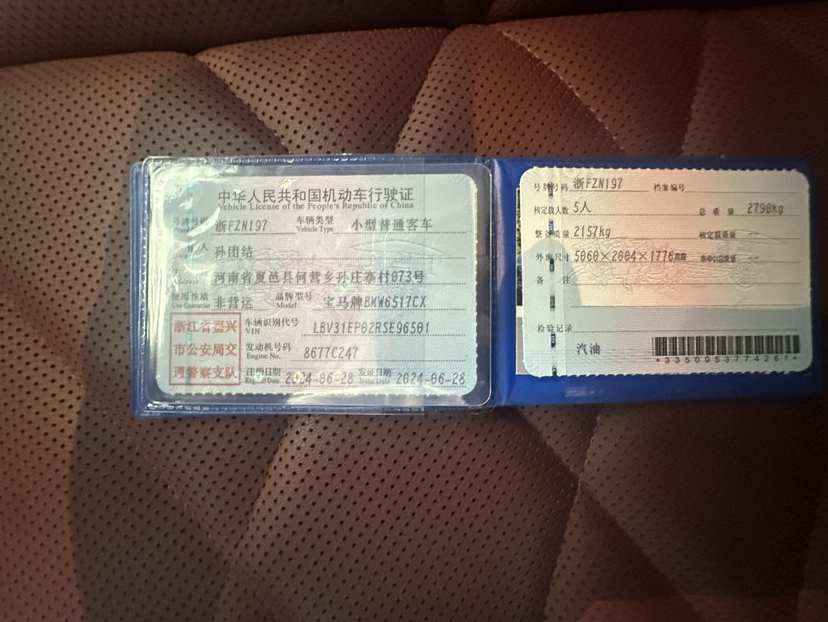 中华人民共和国机动车行驶证
Vehicle License of the People's Republic of China
号牌号码 浙FZN197 车辆类型 Vehicle Type 小型普通客车
人 孙团结
河南省夏邑县何营乡孙庄寨村073号
使用性质 Use Character 非营运 品牌型号 Model 宝马牌BMW6517CX
浙江省嘉兴
市公安局交
通警察支队
车辆识别代号 VIN LBV31EP02RSE96501
发动机号码 Engine No. 8677C247
注册日期 Register Date 2024-06-28 发证日期 Issue Date 2024-06-28
号牌号码 浙FZN197 档案编号
核定载人数 5人 总质量 2790kg
整备质量 2157kg 核定载质量 --
外廓尺寸 5060×2004×1776mm 准牵引总质量 --
备注
检验记录
汽油
*3350053774261*